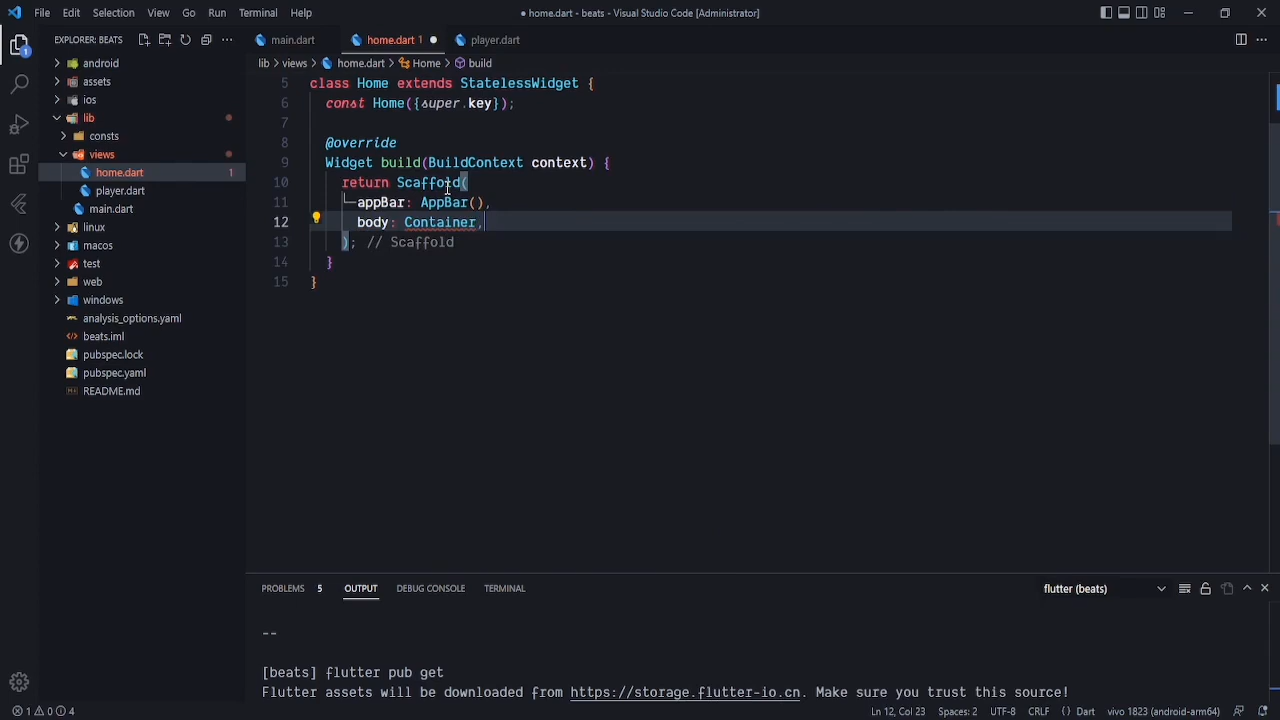 File Edit Selection View Go Run Terminal Help
● home.dart - beats - Visual Studio Code [Administrator]
EXPLORER: BEATS
main.dart
home.dart 1 ●
player.dart
lib > views > home.dart > Home > build
android
assets
ios
lib
consts
views
home.dart 1
player.dart
main.dart
linux
macos
test
web
windows
analysis_options.yaml
beats.iml
pubspec.lock
pubspec.yaml
README.md
1
5 class Home extends StatelessWidget {
6 const Home({super.key});
7
8 @override
9 Widget build(BuildContext context) {
10 return Scaffold(
11 appBar: AppBar(),
12 body: Container,
13 ); // Scaffold
14 }
15 }
PROBLEMS 5 OUTPUT DEBUG CONSOLE TERMINAL
flutter (beats)
--
[beats] flutter pub get
Flutter assets will be downloaded from https://storage.flutter-io.cn. Make sure you trust this source!
1 0 4
Ln 12, Col 23 Spaces: 2 UTF-8 CRLF {} Dart vivo 1823 (android-arm64)